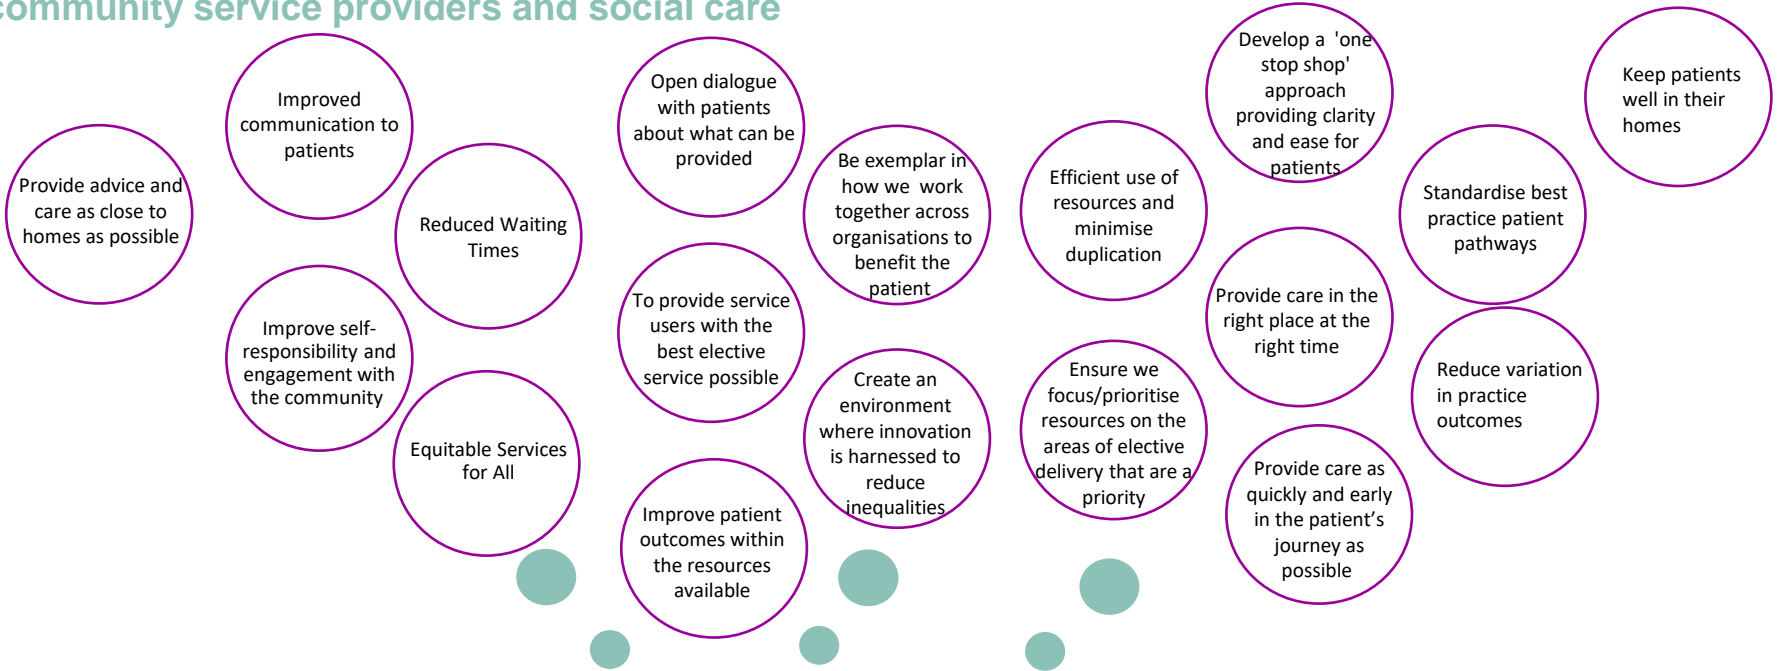 community service providers and social care
Provide advice and
care as close to
homes as possible
Improved
communication to
patients
Improve self-
responsibility and
engagement with
the community
Reduced Waiting
Times
Equitable Services
for All
Open dialogue
with patients
about what can be
provided
To provide service
users with the
best elective
service possible
Improve patient
outcomes within
the resources
available
Be exemplar in
how we work
together across
organisations to
benefit the
patient
Create an
environment
where innovation
is harnessed to
reduce
inequalities
Efficient use of
resources and
minimise
duplication
Ensure we
focus/prioritise
resources on the
areas of elective
delivery that are a
priority
Develop a 'one
stop shop'
approach
providing clarity
and ease for
patients
Provide care in the
right place at the
right time
Provide care as
quickly and early
in the patient’s
journey as
possible
Standardise best
practice patient
pathways
Reduce variation
in practice
outcomes
Keep patients
well in their
homes